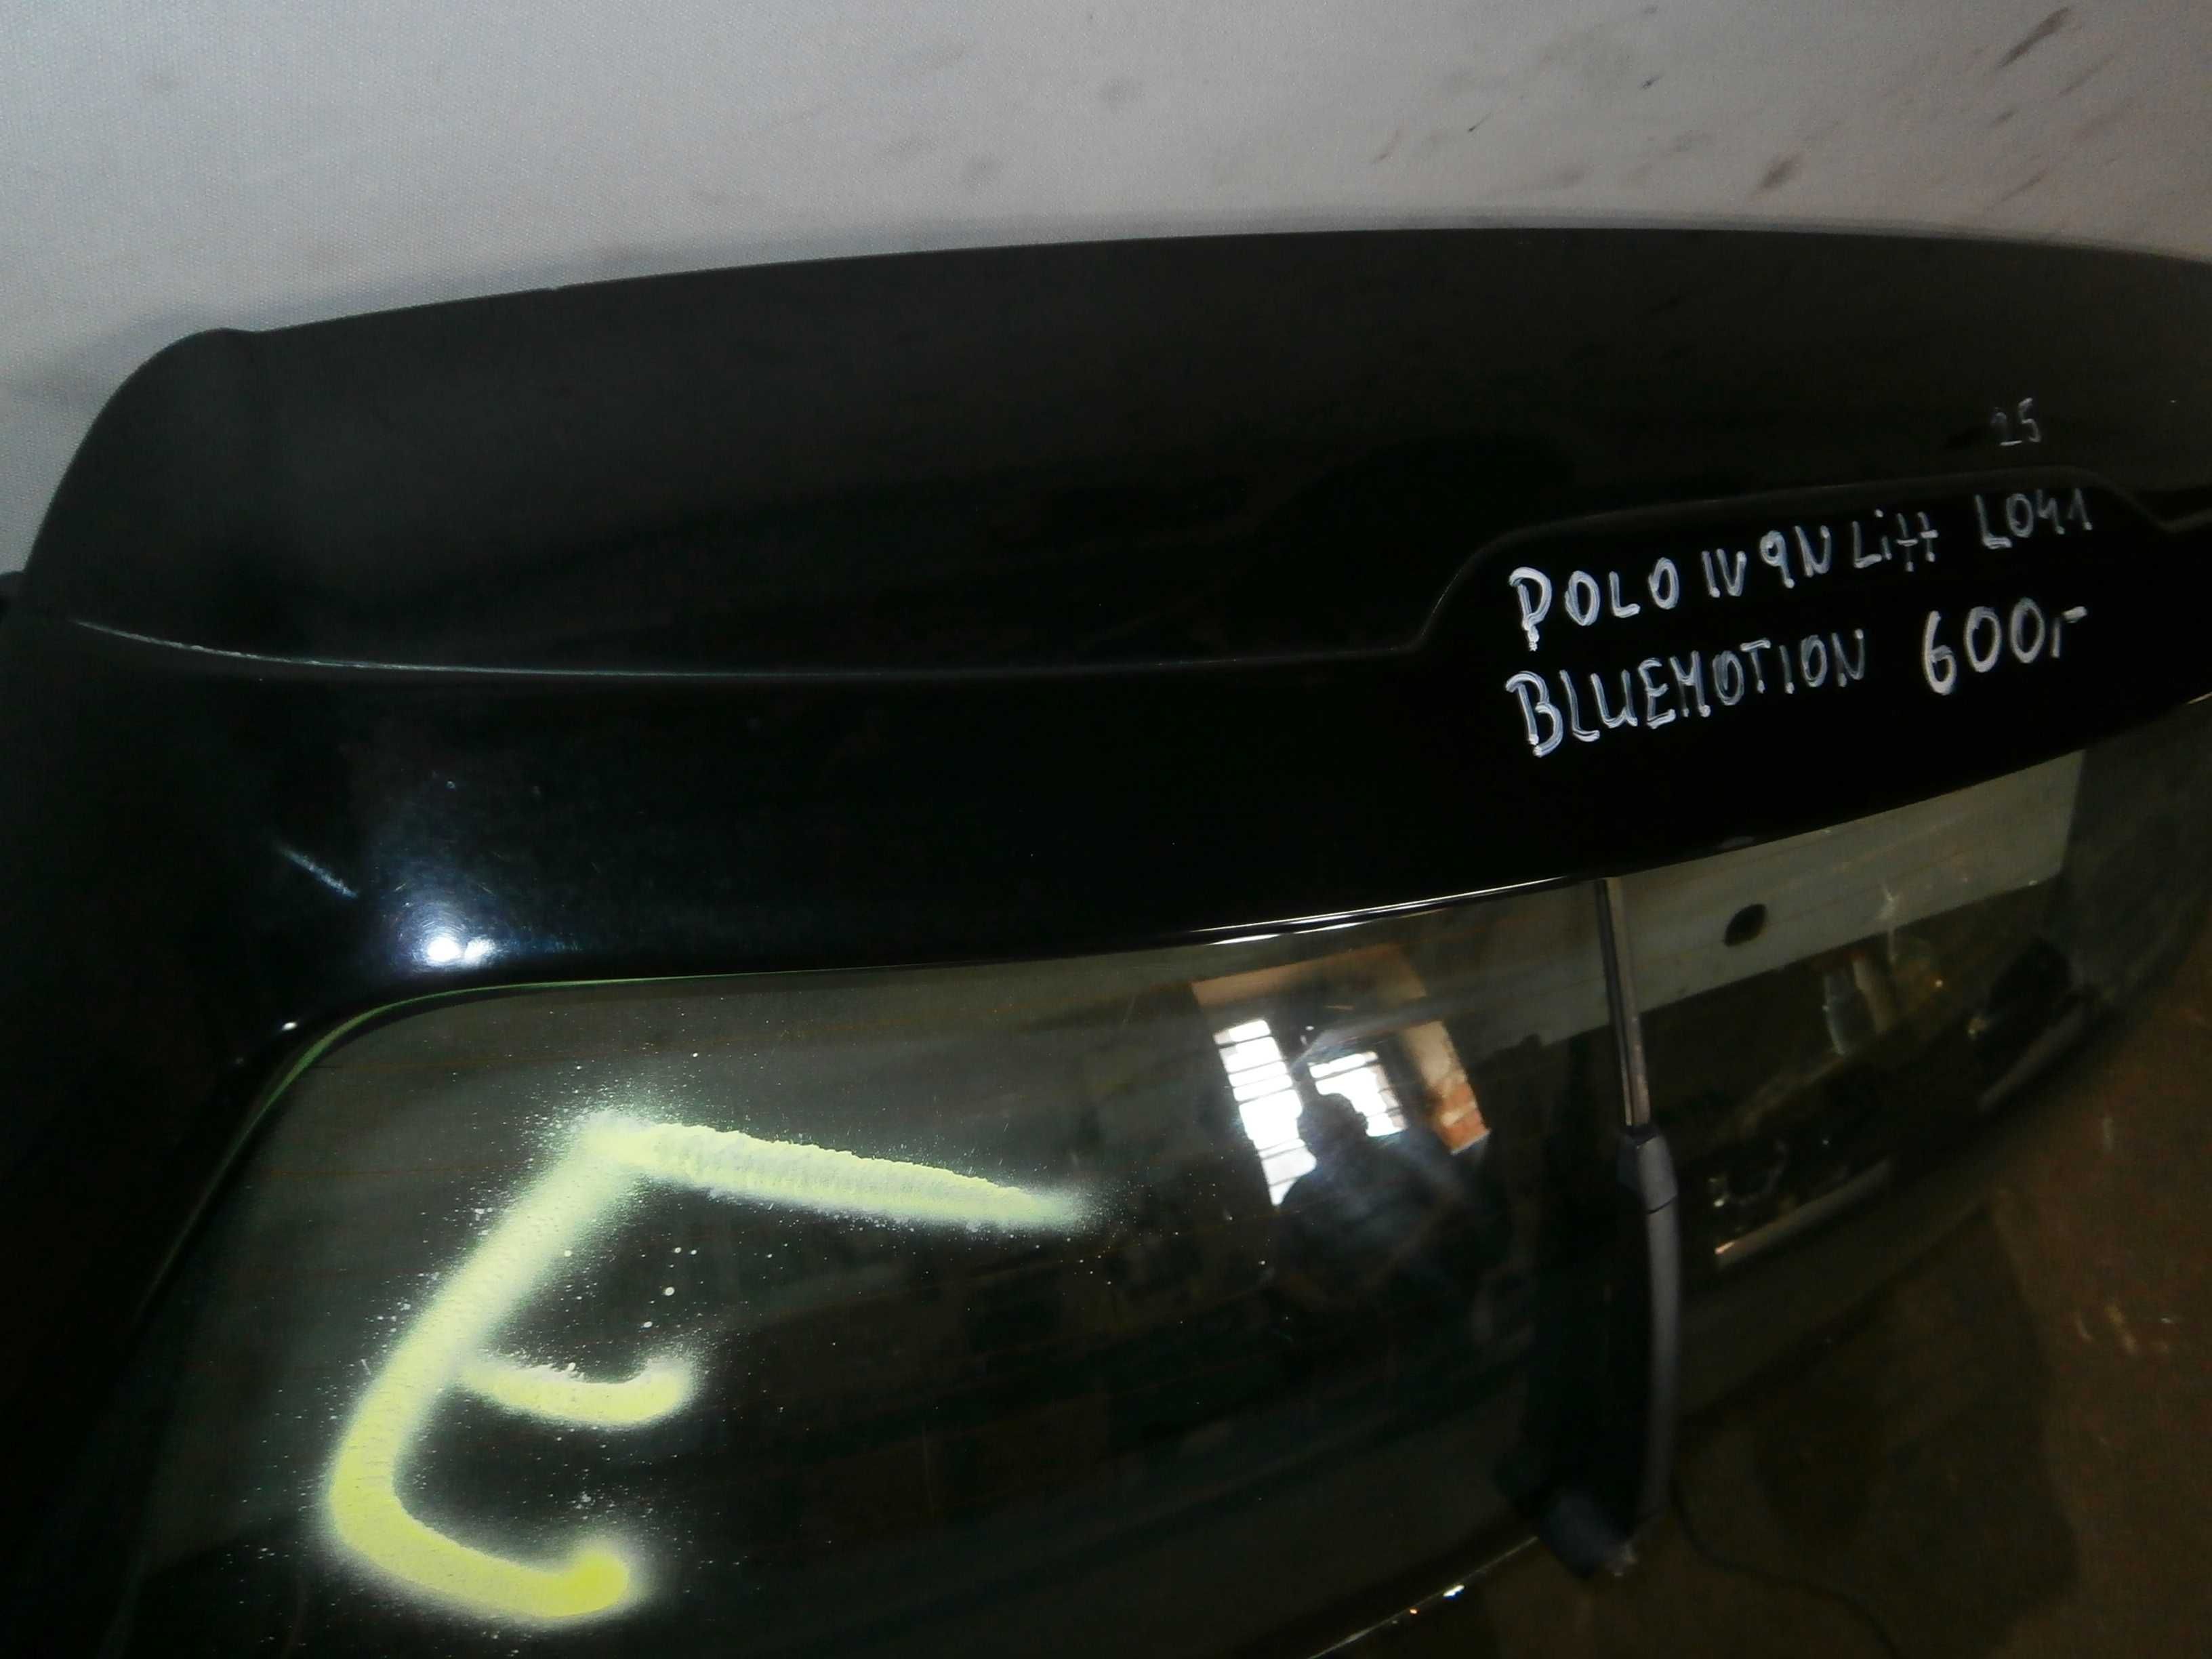 25
POLO IV 9N Lift L041
BLUEMOTION 600,-
E